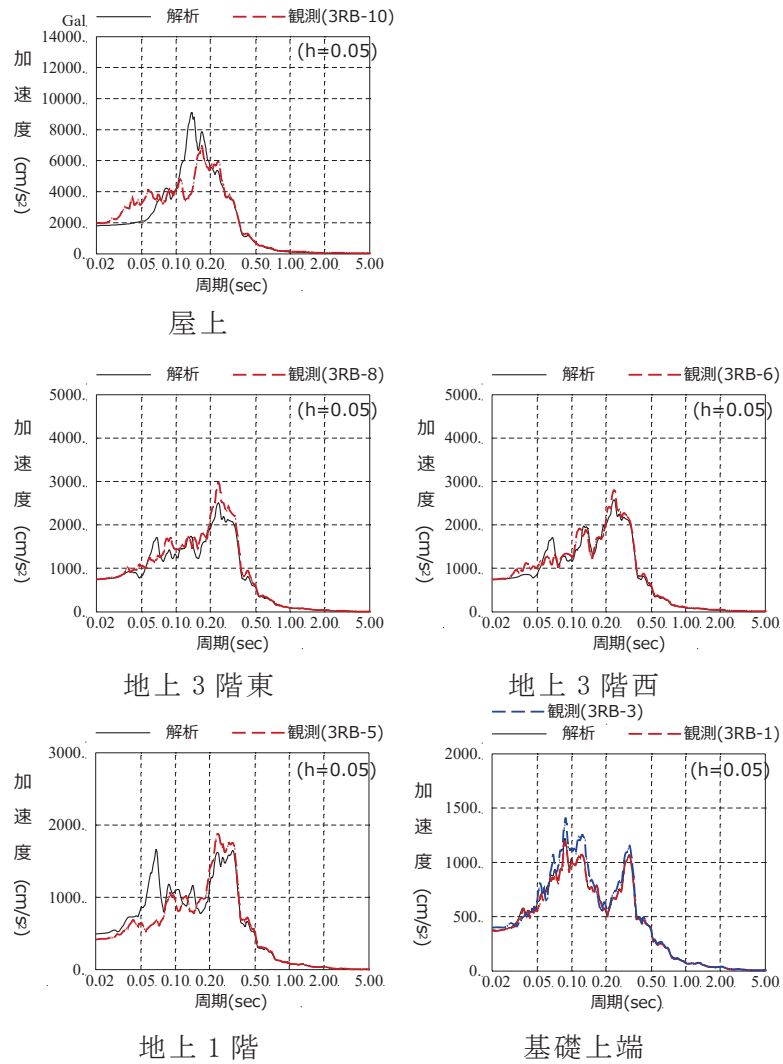 Gal
解析 観測(3RB-10)
(h=0.05)
14000.
12000.
10000.
8000.
6000.
4000.
2000.
0.
加速度 (cm/s²)
0.02 0.05 0.10 0.20 0.50 1.00 2.00 5.00
周期(sec)
屋上
解析 観測(3RB-8)
(h=0.05)
5000.
4000.
3000.
2000.
1000.
0.
加速度 (cm/s²)
0.02 0.05 0.10 0.20 0.50 1.00 2.00 5.00
周期(sec)
地上3階東
解析 観測(3RB-6)
(h=0.05)
5000.
4000.
3000.
2000.
1000.
0.
加速度 (cm/s²)
0.02 0.05 0.10 0.20 0.50 1.00 2.00 5.00
周期(sec)
地上3階西
解析 観測(3RB-5)
(h=0.05)
3000.
2000.
1000.
0.
加速度 (cm/s²)
0.02 0.05 0.10 0.20 0.50 1.00 2.00 5.00
周期(sec)
地上1階
観測(3RB-3)
解析 観測(3RB-1)
(h=0.05)
2000.
1500.
1000.
500.
0.
加速度 (cm/s²)
0.02 0.05 0.10 0.20 0.50 1.00 2.00 5.00
周期(sec)
基礎上端